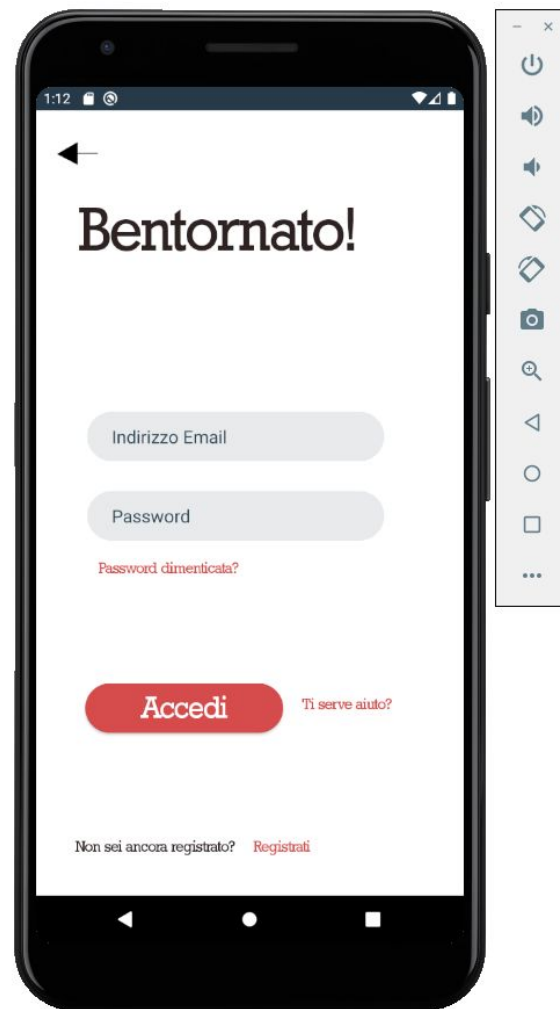 1:12
Bentornato!
Indirizzo Email
Password
Password dimenticata?
Accedi
Ti serve aiuto?
Non sei ancora registrato? Registrati